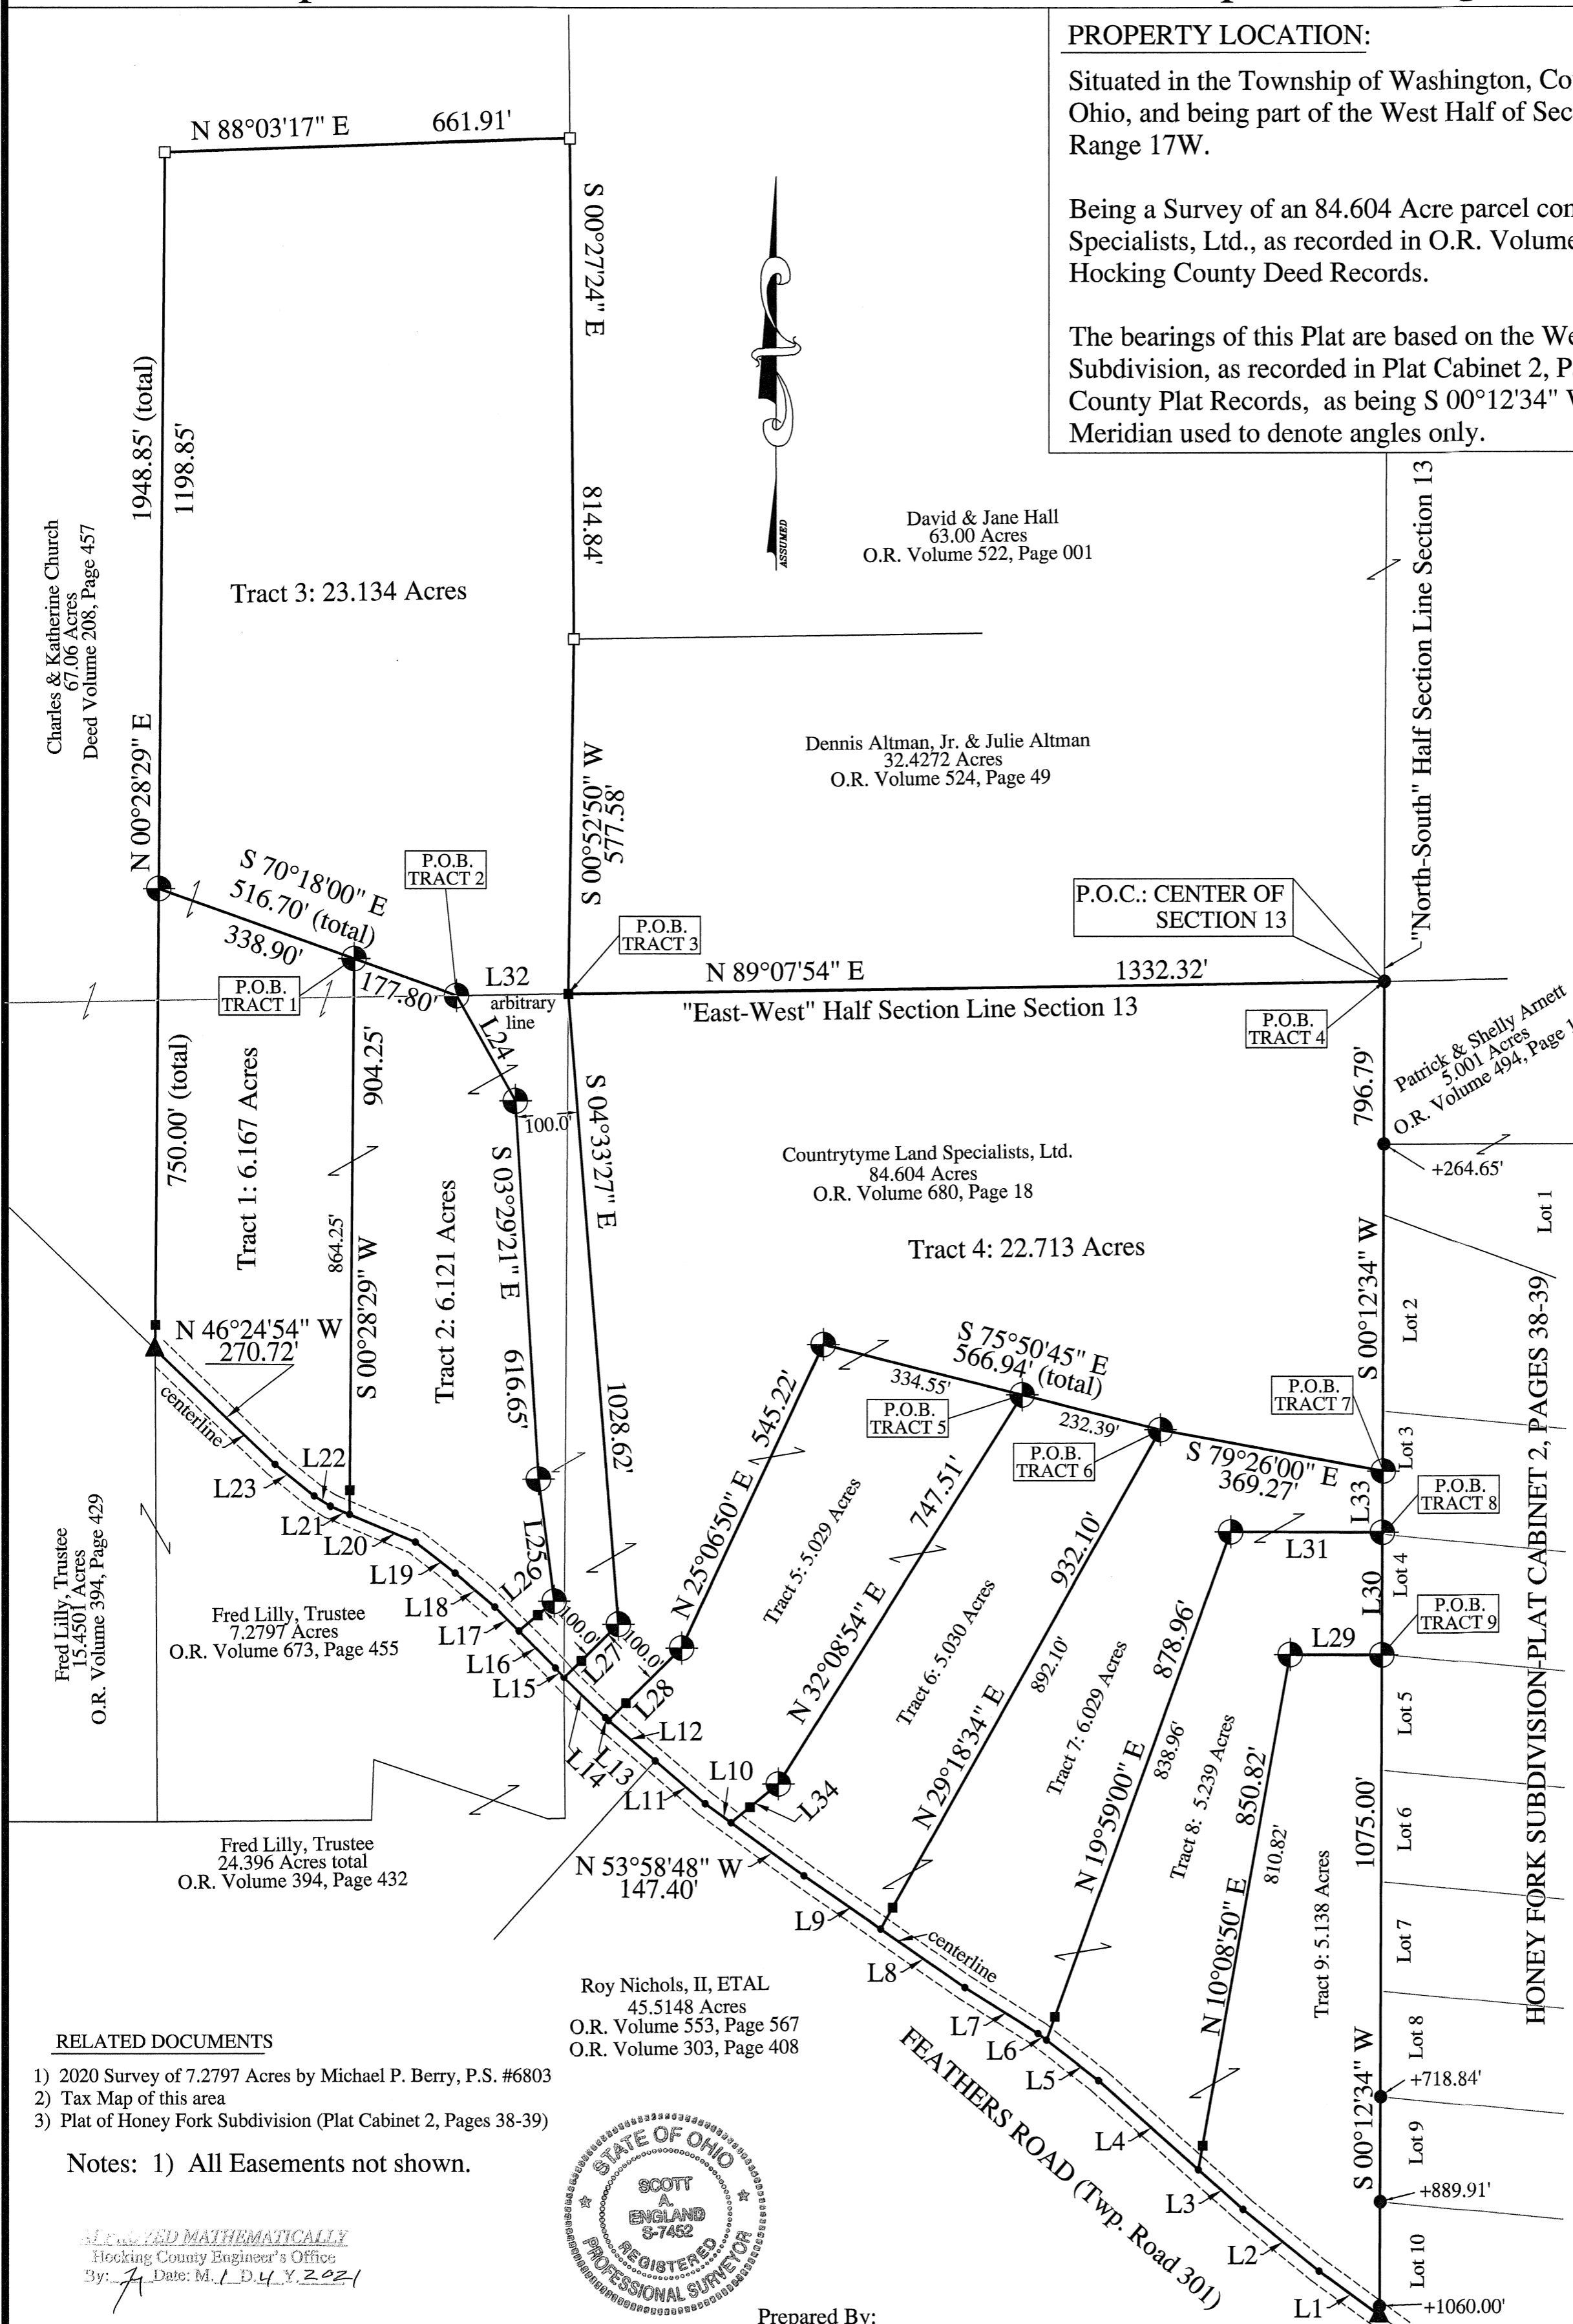 PROPERTY LOCATION:
Situated in the Township of Washington,
Ohio, and being part of the West Half of
Range 17W.
Being a Survey of an 84.604 Acre parcel
Specialists, Ltd., as recorded in O.R. Volume
Hocking County Deed Records.
The bearings of this Plat are based on the
Subdivision, as recorded in Plat Cabinet 2,
County Plat Records, as being S 00°12'34"
Meridian used to denote angles only.
N 88°03'17" E 661.91'
S 00°27'24" E
814.84'
1948.85' (total)
1198.85'
N 00°28'29" E
Charles & Katherine Church
67.06 Acres
Deed Volume 208, Page 457
Tract 3: 23.134 Acres
ASSUMED
David & Jane Hall
63.00 Acres
O.R. Volume 522, Page 001
"North-South" Half Section Line Section 13
Dennis Altman, Jr. & Julie Altman
32.4272 Acres
O.R. Volume 524, Page 49
S 00°52'50" W
577.58'
S 70°18'00" E
516.70' (total)
338.90'
177.80'
P.O.B.
TRACT 2
P.O.B.
TRACT 1
P.O.B.
TRACT 3
L32
arbitrary
line
N 89°07'54" E 1332.32'
"East-West" Half Section Line Section 13
P.O.C.: CENTER OF
SECTION 13
P.O.B.
TRACT 4
796.79'
Patrick & Shelly Arnett
5.001 Acres
O.R. Volume 494, Page
+264.65'
750.00' (total)
Tract 1: 6.167 Acres
904.25'
864.25'
S 00°28'29" W
Tract 2: 6.121 Acres
L24
100.0'
S 03°29'21" E
616.65'
S 04°33'27" E
1028.62'
Countrytyme Land Specialists, Ltd.
84.604 Acres
O.R. Volume 680, Page 18
Tract 4: 22.713 Acres
S 00°12'34" W
Lot 1
Lot 2
Lot 3
Lot 4
Lot 5
Lot 6
Lot 7
Lot 8
Lot 9
Lot 10
HONEY FORK SUBDIVISION-PLAT CABINET 2, PAGES 38-39
N 46°24'54" W
270.72'
centerline
L22
L23
L21
L20
L19
L18
L17
L16
L15
L14
L13
L12
L11
L10
L25
L26
100.0'
L27
100.0'
L28
L34
N 25°06'50" E 545.22'
S 75°50'45" E
566.94' (total)
334.55'
232.39'
P.O.B.
TRACT 5
P.O.B.
TRACT 6
P.O.B.
TRACT 7
S 79°26'00" E
369.27'
L33
P.O.B.
TRACT 8
L31
L30
P.O.B.
TRACT 9
L29
Tract 5: 5.029 Acres
N 32°08'54" E 747.51'
Tract 6: 5.030 Acres
N 29°18'34" E 932.10'
892.10'
Tract 7: 6.029 Acres
N 19°59'00" E 878.96'
838.96'
Tract 8: 5.239 Acres
N 10°08'50" E 850.82'
810.82'
Tract 9: 5.138 Acres
1075.00'
S 00°12'34" W
+718.84'
+889.91'
+1060.00'
Fred Lilly, Trustee
15.4501 Acres
O.R. Volume 394, Page 429
Fred Lilly, Trustee
7.2797 Acres
O.R. Volume 673, Page 455
Fred Lilly, Trustee
24.396 Acres total
O.R. Volume 394, Page 432
N 53°58'48" W
147.40'
L9
L8
centerline
L7
L6
L5
L4
L3
L2
L1
FEATHERS ROAD (Twp. Road 301)
Roy Nichols, II, ETAL
45.5148 Acres
O.R. Volume 553, Page 567
O.R. Volume 303, Page 408
RELATED DOCUMENTS
1) 2020 Survey of 7.2797 Acres by Michael P. Berry, P.S. #6803
2) Tax Map of this area
3) Plat of Honey Fork Subdivision (Plat Cabinet 2, Pages 38-39)
Notes: 1) All Easements not shown.
MATHEMATICALLY
Hocking County Engineer's Office
By: Date: M. 1 D. 4 Y. 2021
STATE OF OHIO
SCOTT
A.
ENGLAND
S-7452
REGISTERED
PROFESSIONAL SURVEYOR
Prepared By: